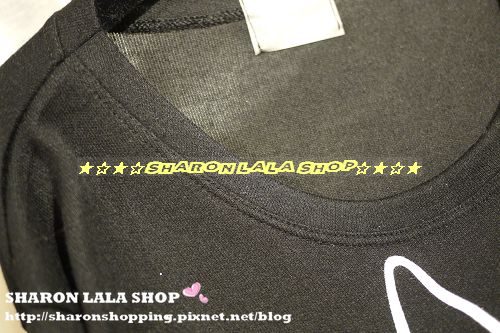 ★☆★☆SHARON LALA SHOP☆★☆★
SHARON LALA SHOP
http://sharonshopping.pixnet.net/blog